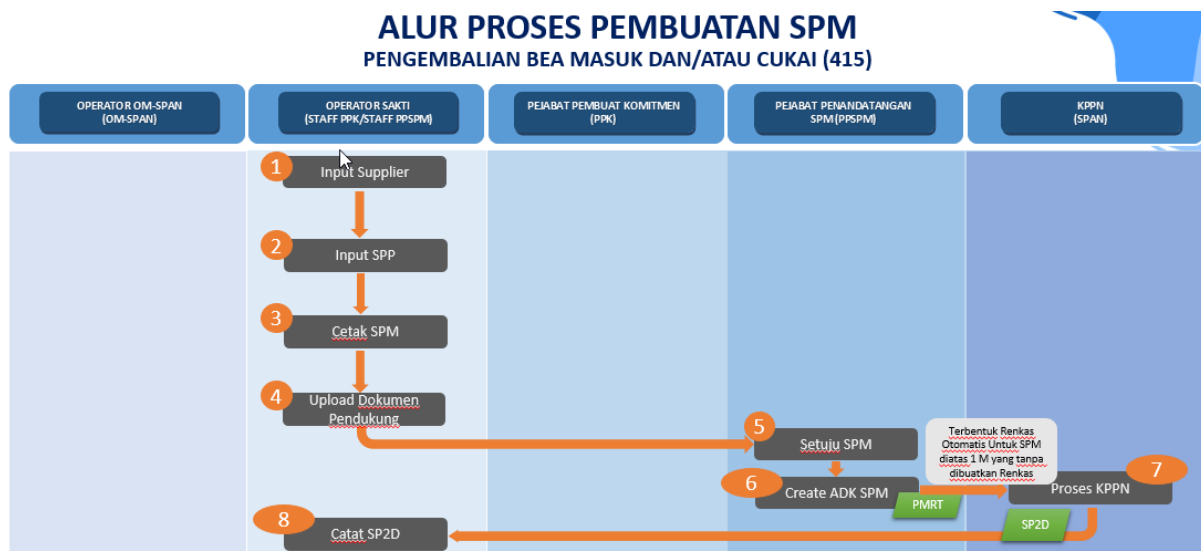 ALUR PROSES PEMBUATAN SPM
PENGEMBALIAN BEA MASUK DAN/ATAU CUKAI (415)
OPERATOR OM-SPAN
(OM-SPAN)
OPERATOR SAKTI
(STAFF PPK/STAFF PPSPM)
PEJABAT PEMBUAT KOMITMEN
(PPK)
PEJABAT PENANDATANGAN
SPM (PPSPM)
KPPN
(SPAN)
1
Input Supplier
2
Input SPP
3
Cetak SPM
4
Upload Dokumen
Pendukung
5
Setuju SPM
6
Create ADK SPM
PMRT
Terbentuk Renkas
Otomatis Untuk SPM
diatas 1 M yang tanpa
dibuatkan Renkas
7
Proses KPPN
SP2D
8
Catat SP2D